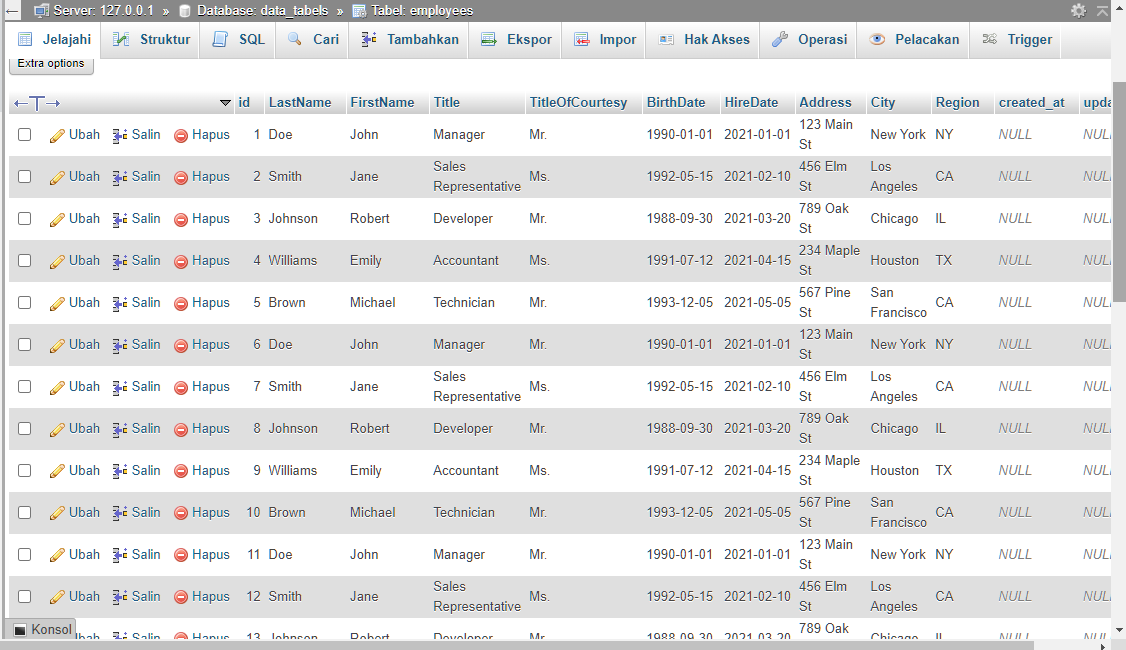 Server: 127.0.0.1 » Database: data_tabels » Tabel: employees
Jelajahi Struktur SQL Cari Tambahkan Ekspor Impor Hak Akses Operasi Pelacakan Trigger
Extra options
←T→ id LastName FirstName Title TitleOfCourtesy BirthDate HireDate Address City Region created_at upda
Ubah Salin Hapus 1 Doe John Manager Mr. 1990-01-01 2021-01-01 123 Main St New York NY NULL NULL
Ubah Salin Hapus 2 Smith Jane Sales Representative Ms. 1992-05-15 2021-02-10 456 Elm St Los Angeles CA NULL NULL
Ubah Salin Hapus 3 Johnson Robert Developer Mr. 1988-09-30 2021-03-20 789 Oak St Chicago IL NULL NULL
Ubah Salin Hapus 4 Williams Emily Accountant Ms. 1991-07-12 2021-04-15 234 Maple St Houston TX NULL NULL
Ubah Salin Hapus 5 Brown Michael Technician Mr. 1993-12-05 2021-05-05 567 Pine St San Francisco CA NULL NULL
Ubah Salin Hapus 6 Doe John Manager Mr. 1990-01-01 2021-01-01 123 Main St New York NY NULL NULL
Ubah Salin Hapus 7 Smith Jane Sales Representative Ms. 1992-05-15 2021-02-10 456 Elm St Los Angeles CA NULL NULL
Ubah Salin Hapus 8 Johnson Robert Developer Mr. 1988-09-30 2021-03-20 789 Oak St Chicago IL NULL NULL
Ubah Salin Hapus 9 Williams Emily Accountant Ms. 1991-07-12 2021-04-15 234 Maple St Houston TX NULL NULL
Ubah Salin Hapus 10 Brown Michael Technician Mr. 1993-12-05 2021-05-05 567 Pine St San Francisco CA NULL NULL
Ubah Salin Hapus 11 Doe John Manager Mr. 1990-01-01 2021-01-01 123 Main St New York NY NULL NULL
Ubah Salin Hapus 12 Smith Jane Sales Representative Ms. 1992-05-15 2021-02-10 456 Elm St Los Angeles CA NULL NULL
Ubah Salin Hapus 13 Johnson Robert Developer Mr. 1988-09-30 2021-03-20 789 Oak Chicago IL NULL NULL
Konsol